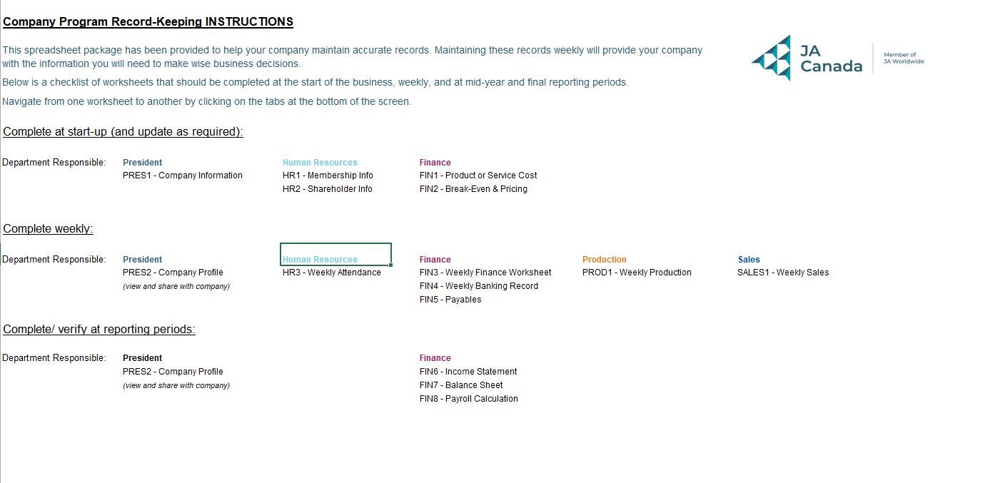 Company Program Record-Keeping INSTRUCTIONS
This spreadsheet package has been provided to help your company maintain accurate records. Maintaining these records weekly will provide your company
with the information you will need to make wise business decisions.
Below is a checklist of worksheets that should be completed at the start of the business, weekly, and at mid-year and final reporting periods.
Navigate from one worksheet to another by clicking on the tabs at the bottom of the screen.
JA
Canada
Member of
JA Worldwide
Complete at start-up (and update as required):
Department Responsible: President Human Resources Finance
PRES1 - Company Information HR1 - Membership Info FIN1 - Product or Service Cost
HR2 - Shareholder Info FIN2 - Break-Even & Pricing
Complete weekly:
Department Responsible: President Human Resources Finance Production Sales
PRES2 - Company Profile HR3 - Weekly Attendance FIN3 - Weekly Finance Worksheet PROD1 - Weekly Production SALES1 - Weekly Sales
(view and share with company) FIN4 - Weekly Banking Record
FIN5 - Payables
Complete/ verify at reporting periods:
Department Responsible: President Finance
PRES2 - Company Profile FIN6 - Income Statement
(view and share with company) FIN7 - Balance Sheet
FIN8 - Payroll Calculation